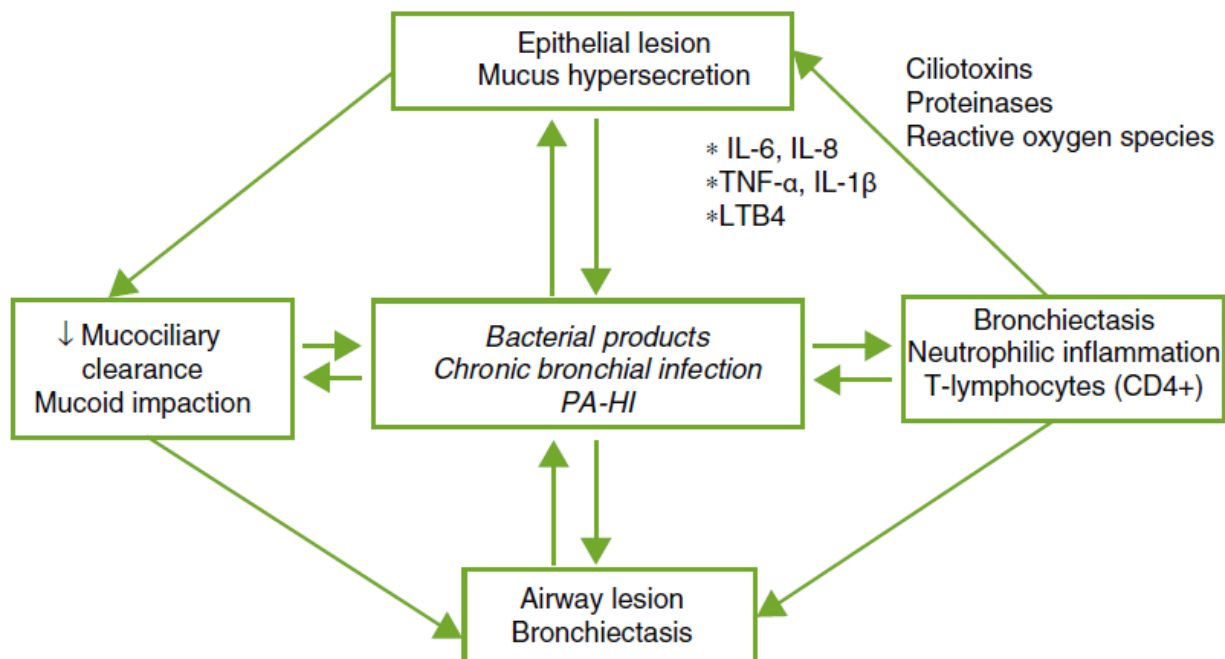 Epithelial lesion
Mucus hypersecretion
Ciliotoxins
Proteinases
Reactive oxygen species
* IL-6, IL-8
*TNF-α, IL-1β
*LTB4
↓ Mucociliary
clearance
Mucoid impaction
Bacterial products
Chronic bronchial infection
PA-HI
Bronchiectasis
Neutrophilic inflammation
T-lymphocytes (CD4+)
Airway lesion
Bronchiectasis